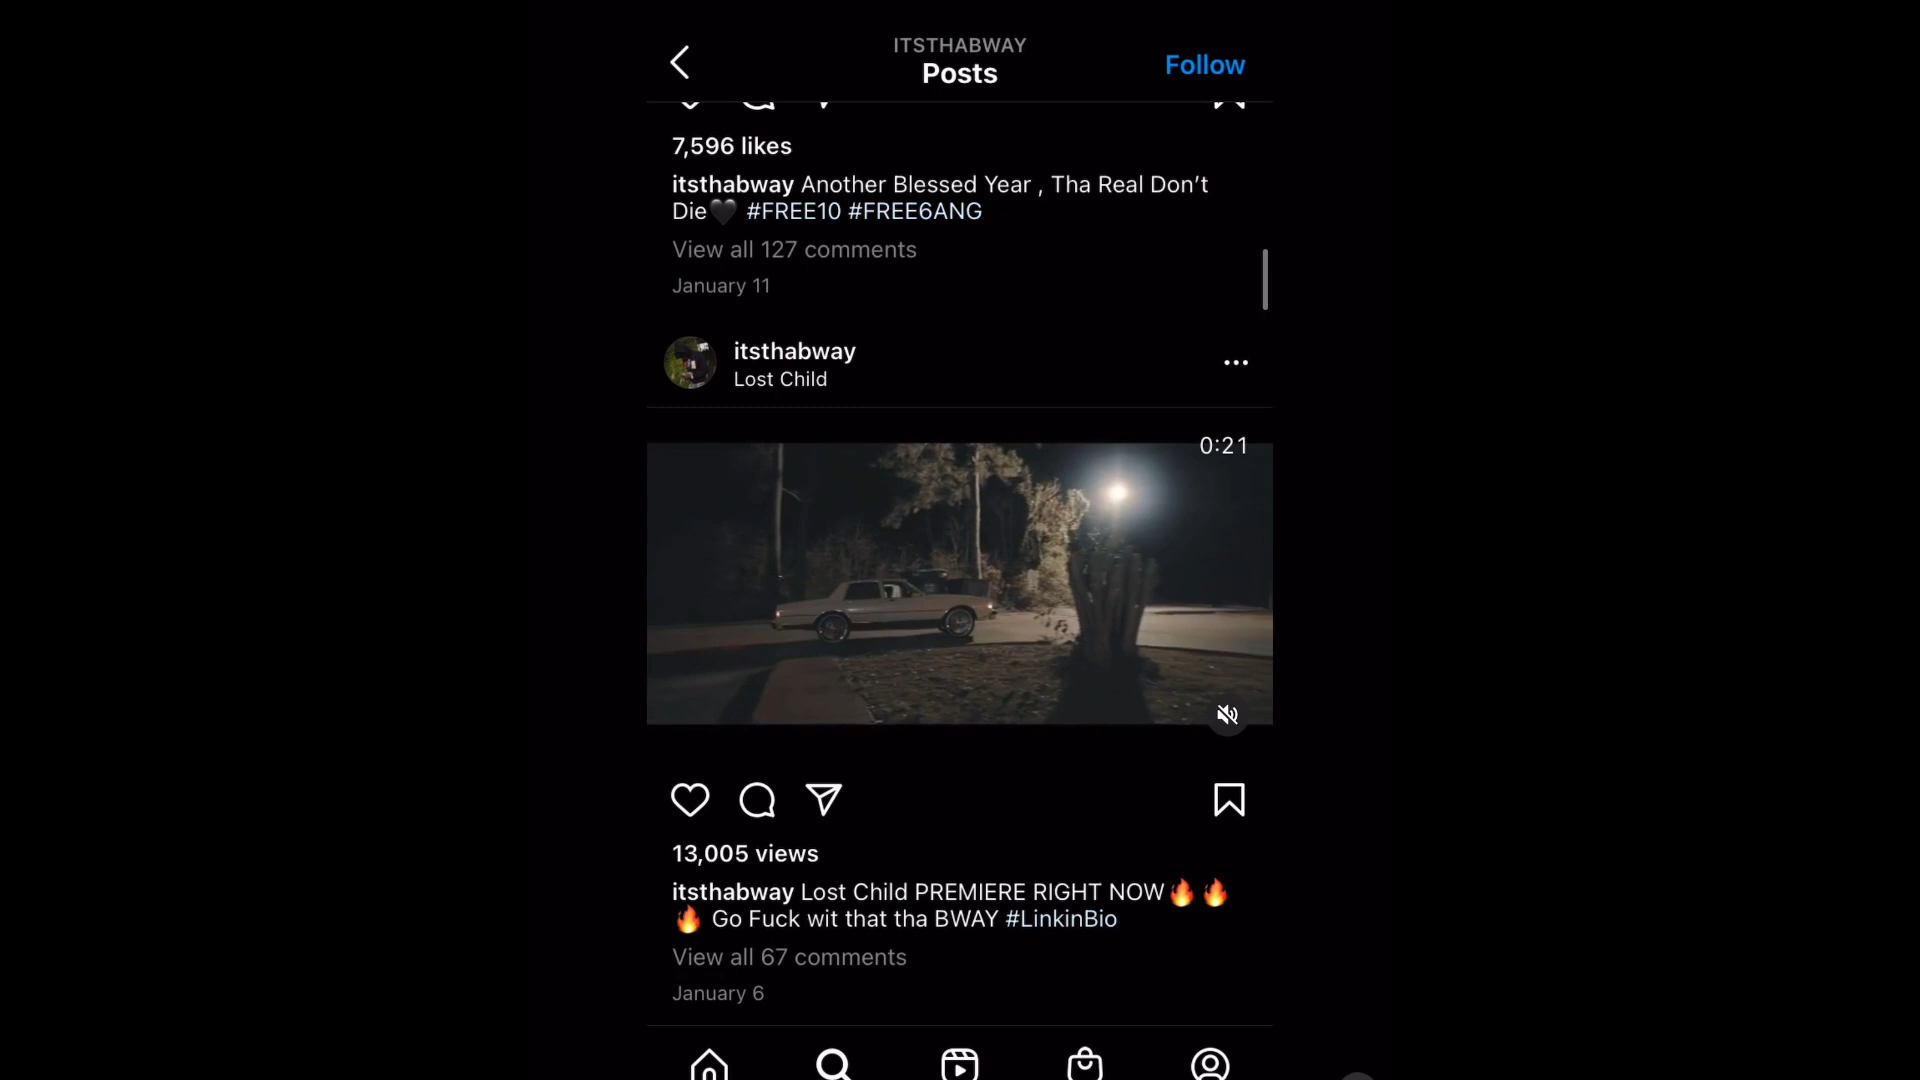 ITSTHABWAY
Posts
Follow
7,596 likes
itsthabway Another Blessed Year , Tha Real Don’t
Die🖤 #FREE10 #FREE6ANG
View all 127 comments
January 11
itsthabway
Lost Child
0:21
13,005 views
itsthabway Lost Child PREMIERE RIGHT NOW🔥🔥
🔥 Go Fuck wit that tha BWAY #LinkinBio
View all 67 comments
January 6